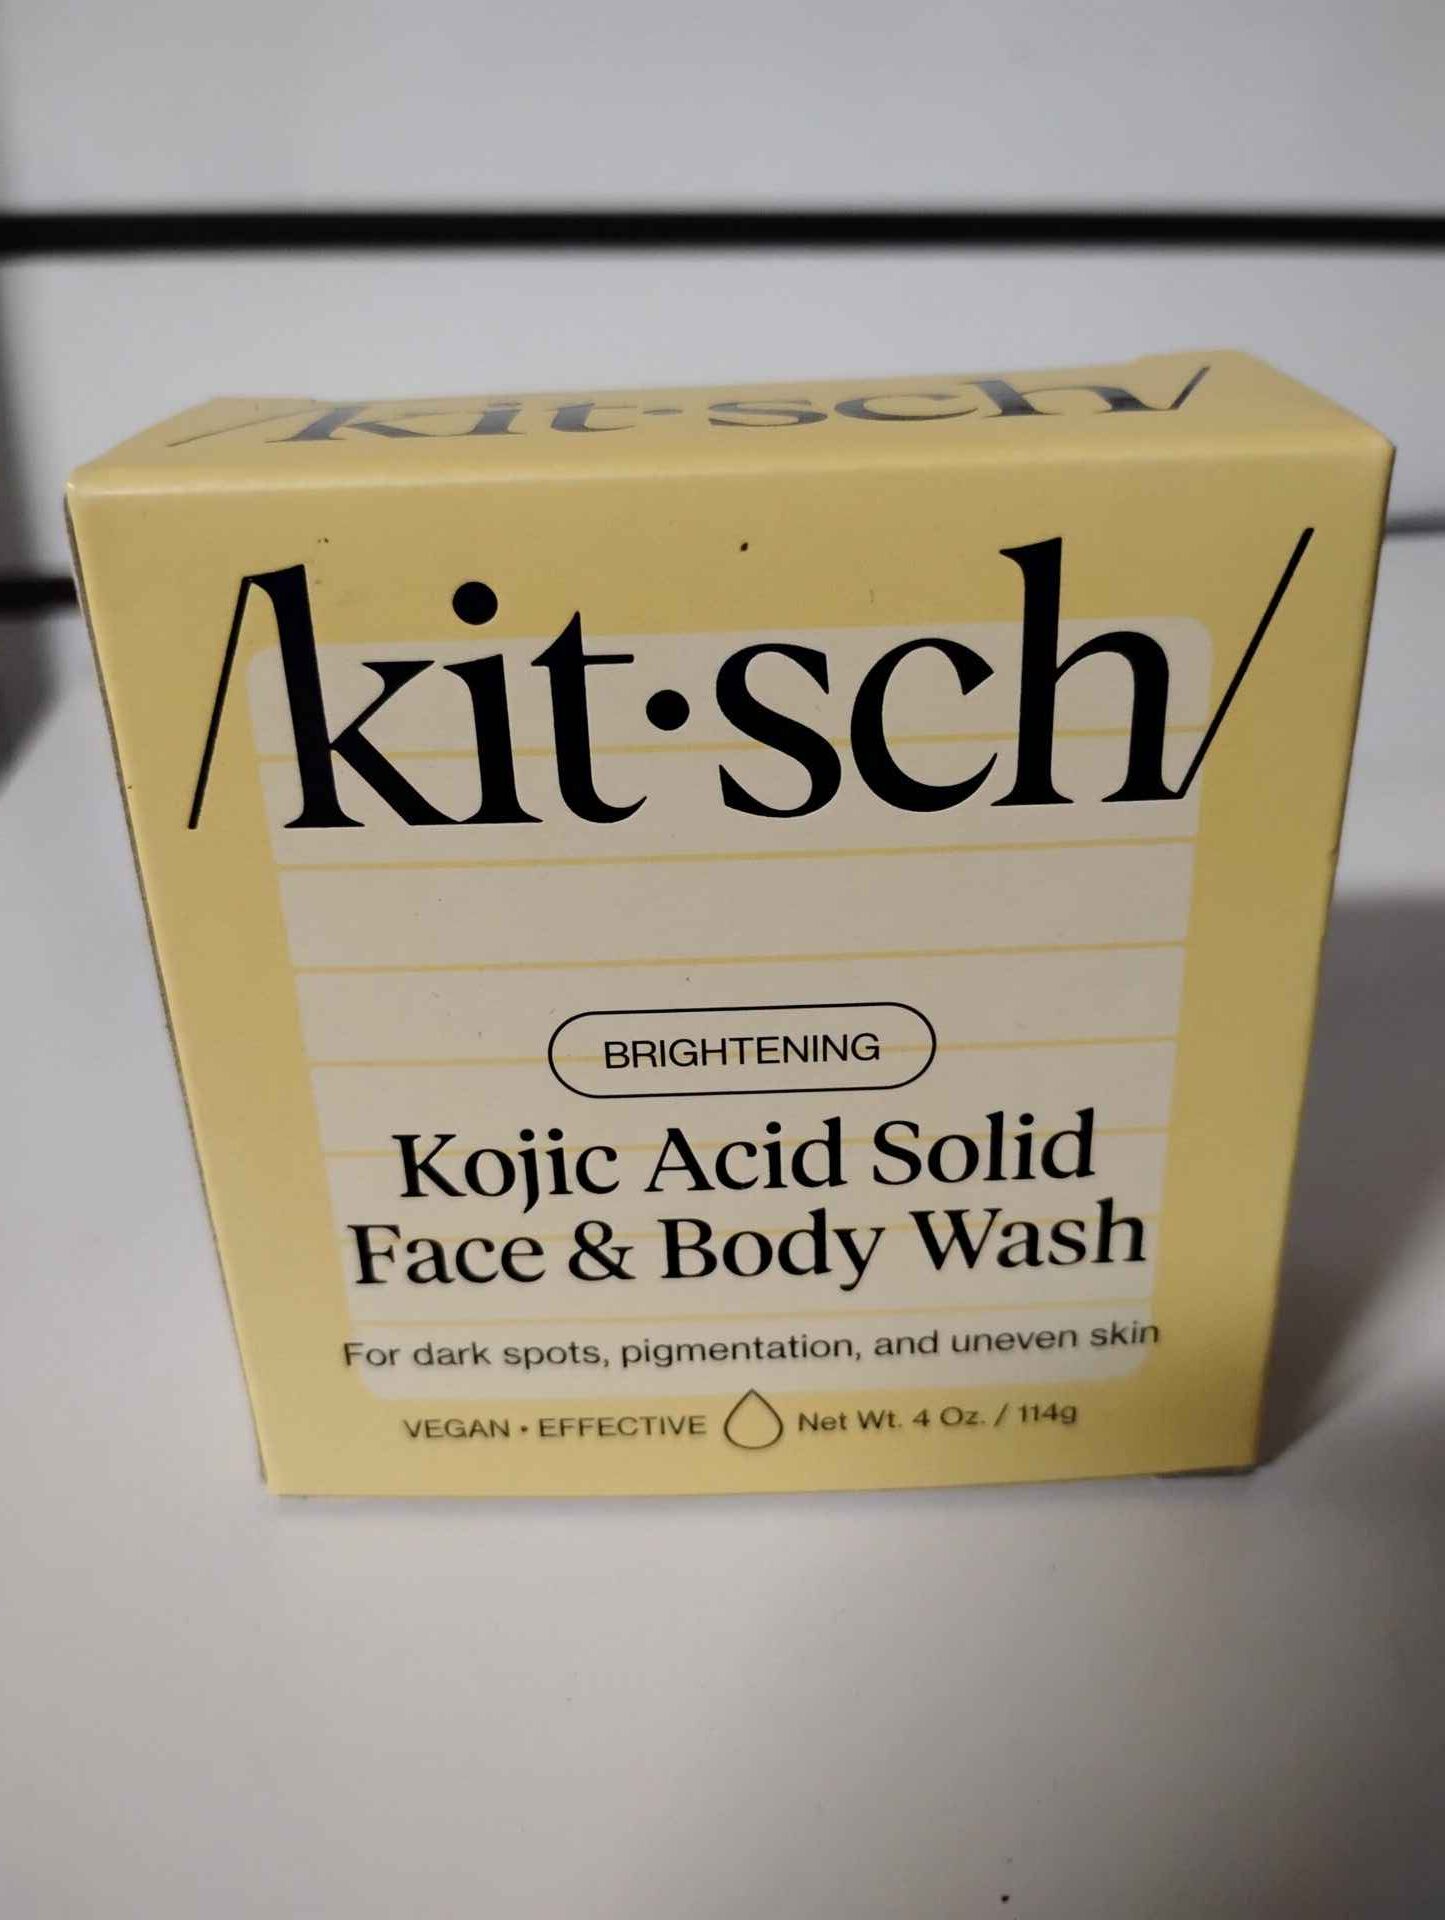 /kit·sch/
/kit·sch/
BRIGHTENING
Kojic Acid Solid
Face & Body Wash
For dark spots, pigmentation, and uneven skin
VEGAN • EFFECTIVE Net Wt. 4 Oz. / 114g